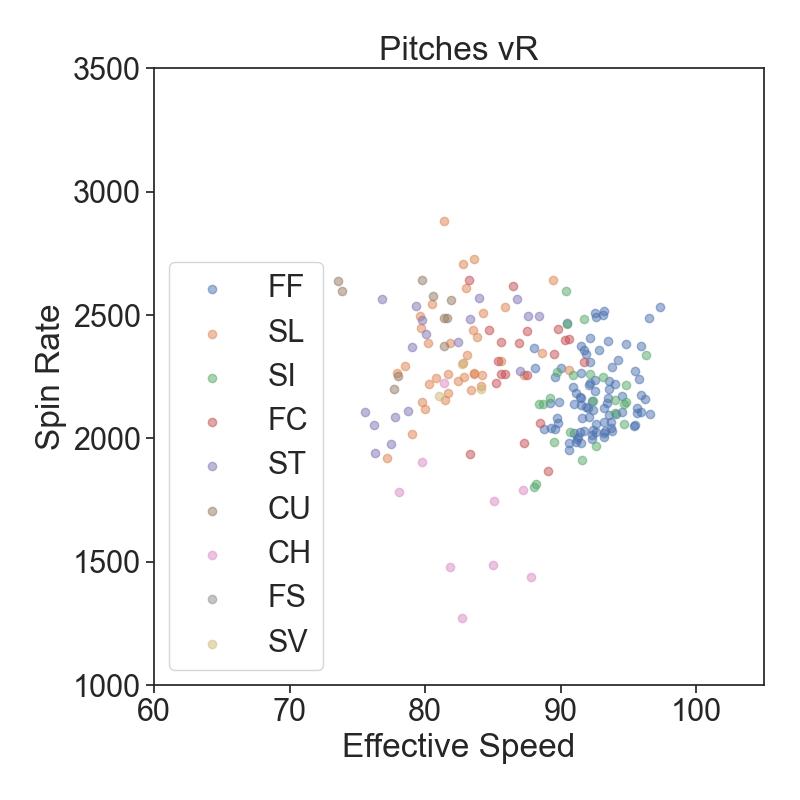 Pitches vR
3500
3000
2500
2000
1500
1000
Spin Rate
FF
SL
SI
FC
ST
CU
CH
FS
SV
60 70 80 90 100
Effective Speed